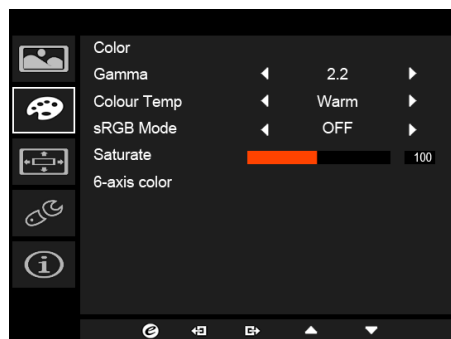 Color
Gamma 2.2
Colour Temp Warm
sRGB Mode OFF
Saturate 100
6-axis color